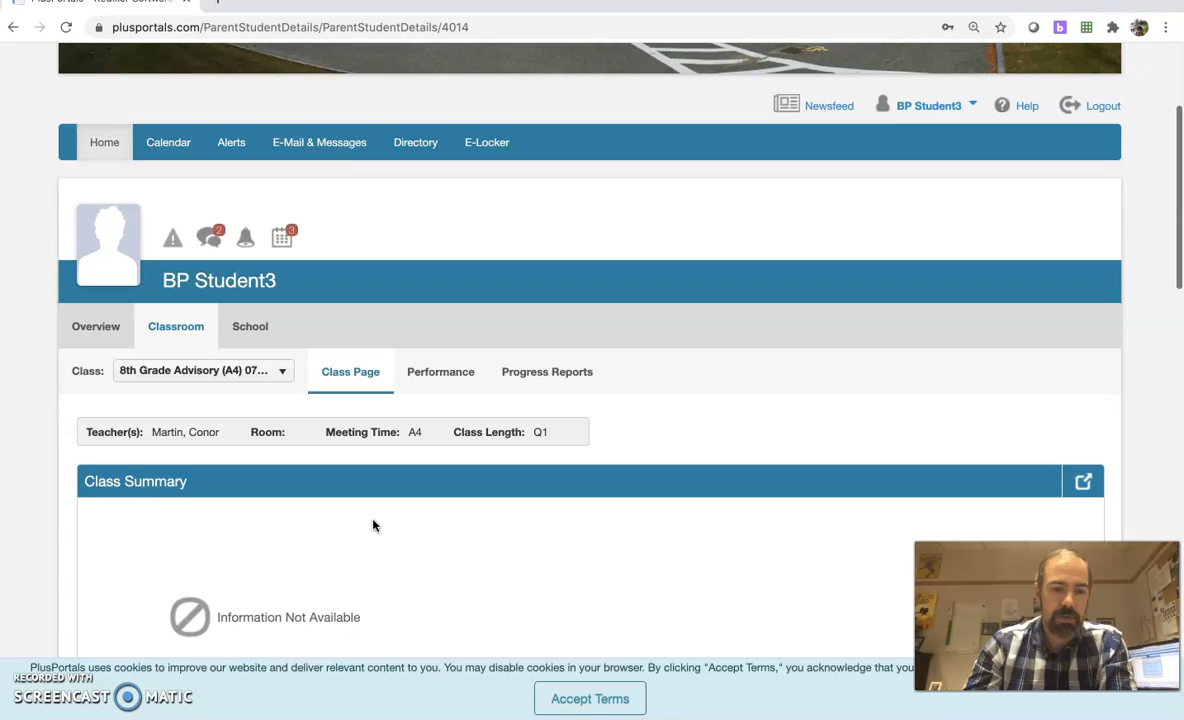 plusportals.com/ParentStudentDetails/ParentStudentDetails/4014
Newsfeed BP Student3 Help Logout
Home Calendar Alerts E-Mail & Messages Directory E-Locker
2 3
BP Student3
Overview Classroom School
Class: 8th Grade Advisory (A4) 07... Class Page Performance Progress Reports
Teacher(s): Martin, Conor Room: Meeting Time: A4 Class Length: Q1
Class Summary
Information Not Available
PlusPortals uses cookies to improve our website and deliver relevant content to you. You may disable cookies in your browser. By clicking "Accept Terms," you acknowledge that you
RECORDED WITH
SCREENCAST MATIC
Accept Terms